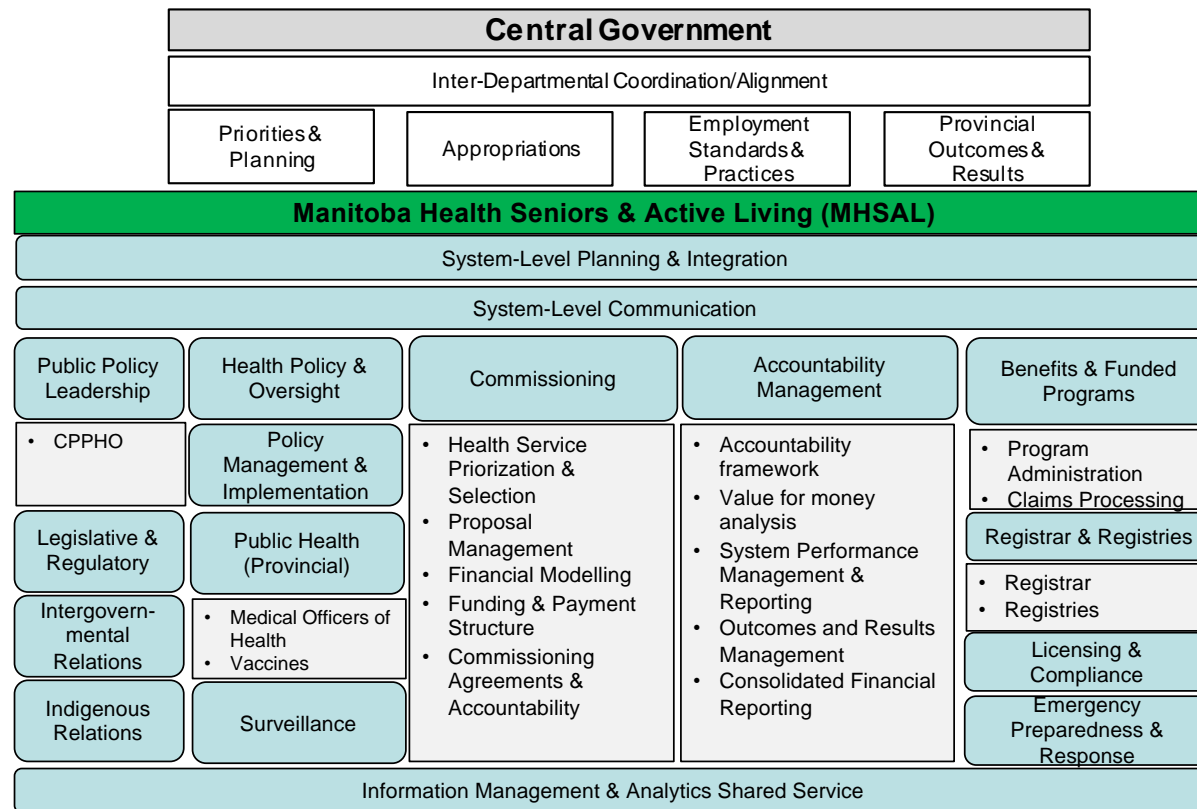 Central Government
Inter-Departmental Coordination/Alignment
Priorities &
Planning
Appropriations
Employment
Standards &
Practices
Provincial
Outcomes &
Results
Manitoba Health Seniors & Active Living (MHSAL)
System-Level Planning & Integration
System-Level Communication
Public Policy
Leadership
• CPPHO
Legislative &
Regulatory
Intergovern-
mental
Relations
Indigenous
Relations
Health Policy &
Oversight
Policy
Management &
Implementation
Public Health
(Provincial)
• Medical Officers of
Health
• Vaccines
Surveillance
Commissioning
• Health Service
Priorization &
Selection
• Proposal
Management
• Financial Modelling
• Funding & Payment
Structure
• Commissioning
Agreements &
Accountability
Accountability
Management
• Accountability
framework
• Value for money
analysis
• System Performance
Management &
Reporting
• Outcomes and Results
Management
• Consolidated Financial
Reporting
Benefits & Funded
Programs
• Program
Administration
• Claims Processing
Registrar & Registries
• Registrar
• Registries
Licensing &
Compliance
Emergency
Preparedness &
Response
Information Management & Analytics Shared Service